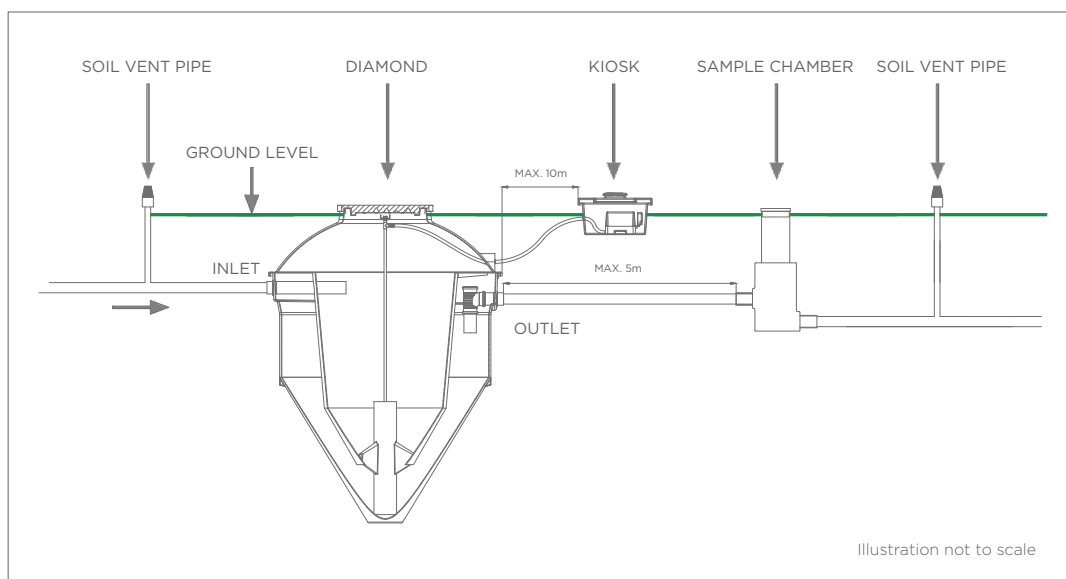 SOIL VENT PIPE
DIAMOND
KIOSK
SAMPLE CHAMBER
SOIL VENT PIPE
GROUND LEVEL
MAX. 10m
INLET
MAX. 5m
OUTLET
Illustration not to scale